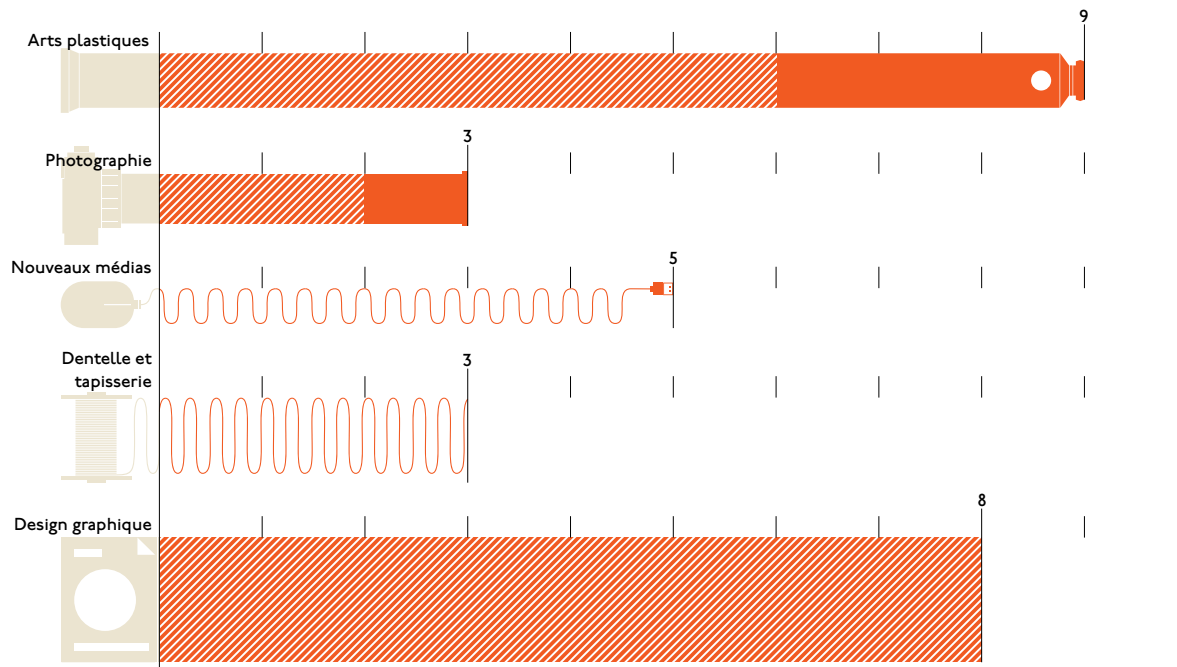 9
Arts plastiques
3
Photographie
5
Nouveaux médias
3
Dentelle et
tapisserie
8
Design graphique